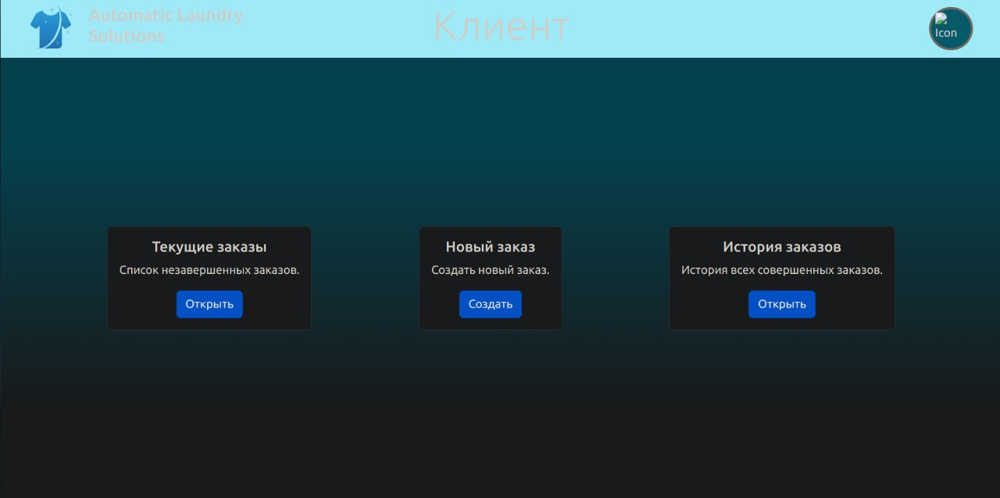 Automatic Laundry
Solutions
Клиент
Icon
Текущие заказы
Список незавершенных заказов.
Открыть
Новый заказ
Создать новый заказ.
Создать
История заказов
История всех совершенных заказов.
Открыть